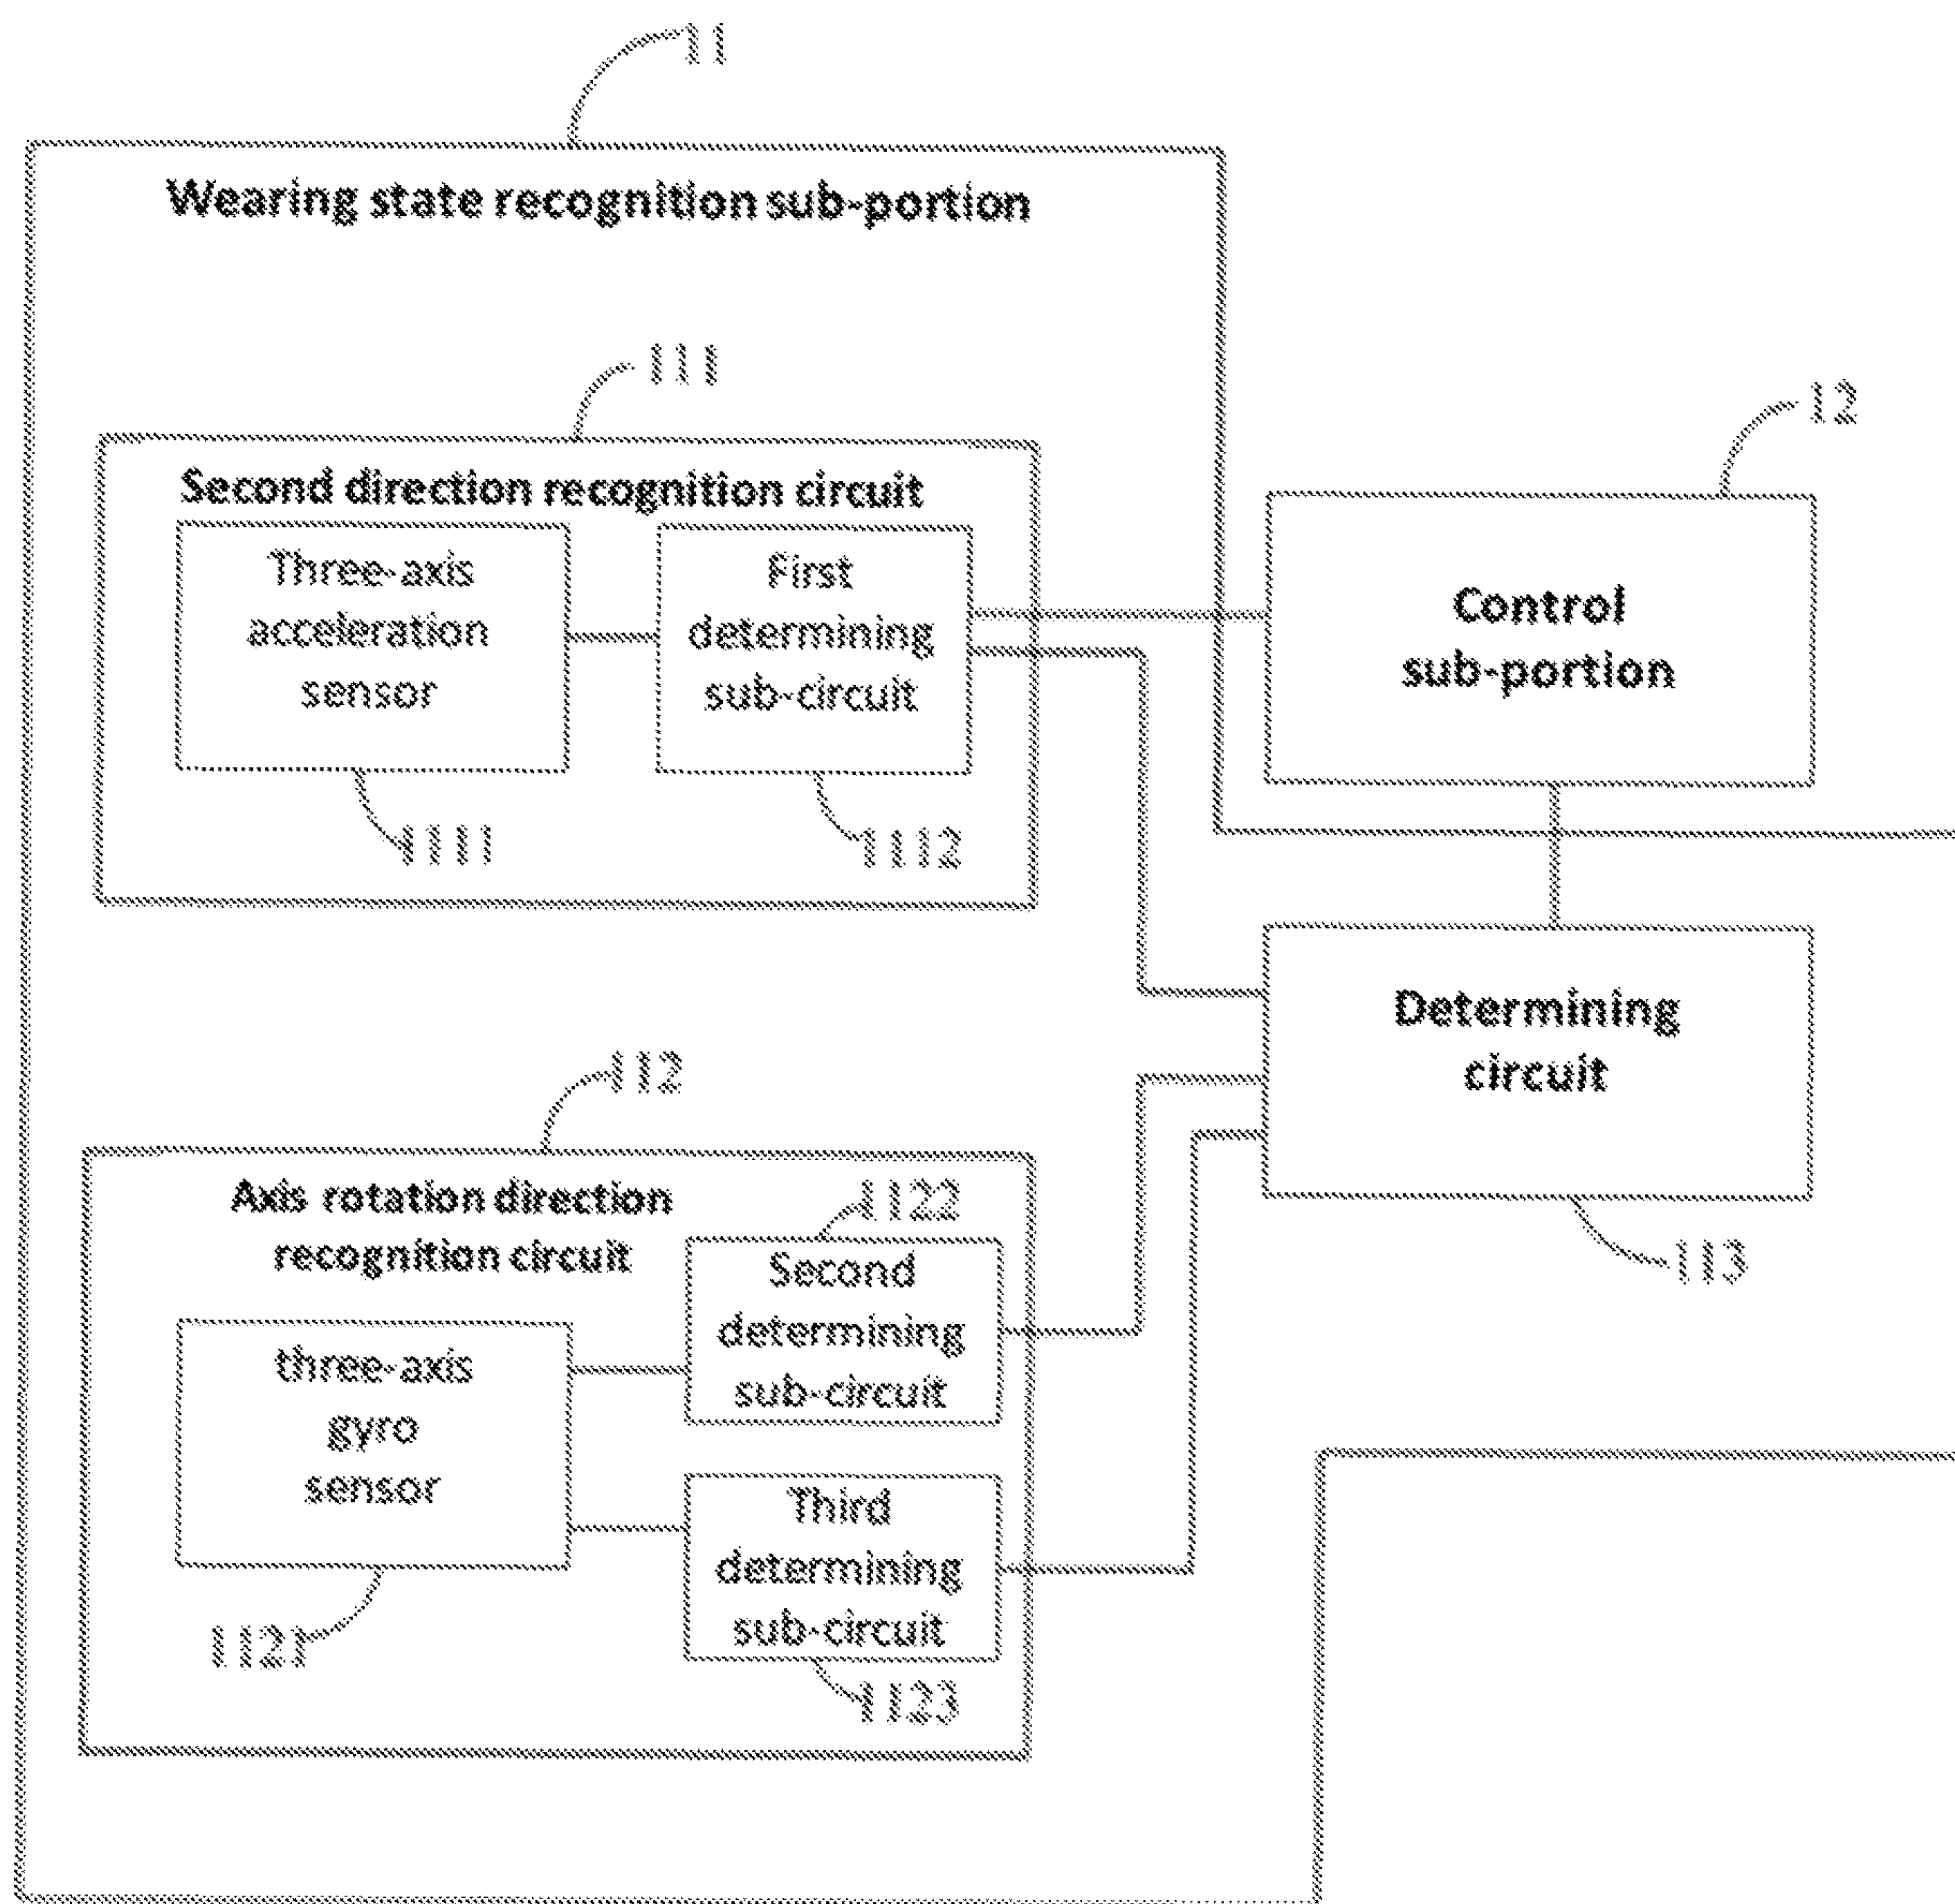 11
Wearing state recognition sub-portion
111
12
Second direction recognition circuit
Three-axis
acceleration
sensor
First
determining
sub-circuit
Control
sub-portion
1111
1112
Determining
circuit
112
113
Axis rotation direction
recognition circuit
1122
Second
determining
sub-circuit
three-axis
gyro
sensor
Third
determining
sub-circuit
1121
1123